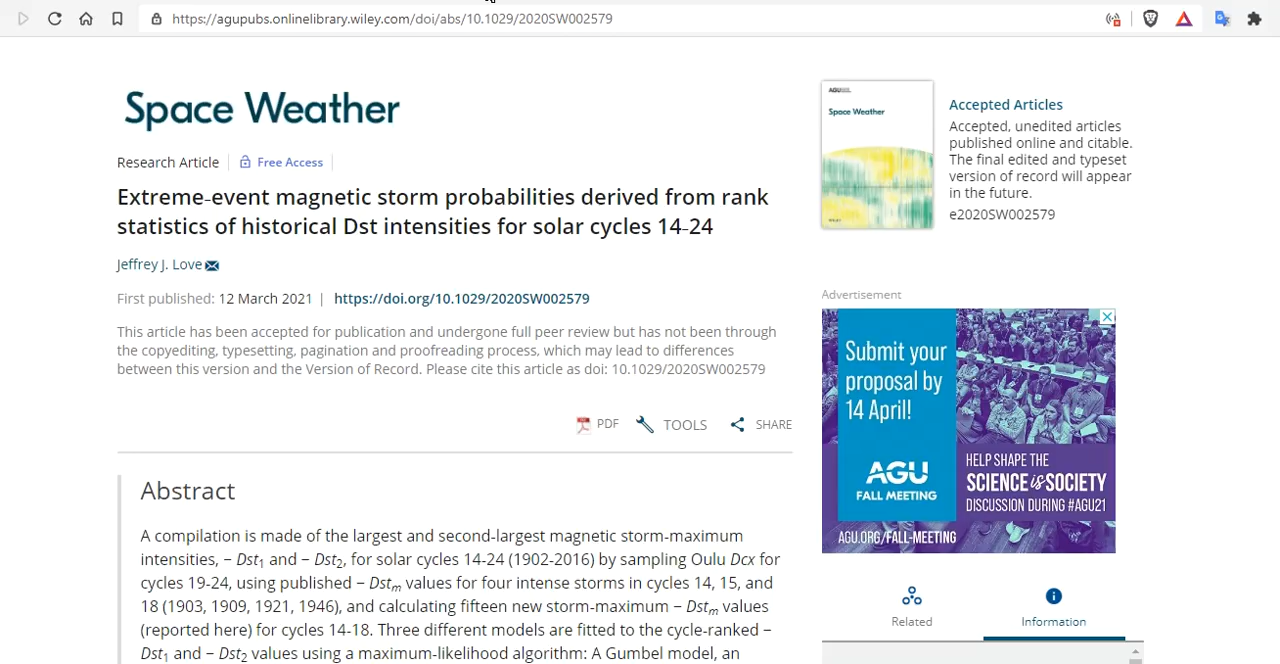 https://agupubs.onlinelibrary.wiley.com/doi/abs/10.1029/2020SW002579
Space Weather
Research Article
Free Access
Extreme-event magnetic storm probabilities derived from rank
statistics of historical Dst intensities for solar cycles 14-24
Jeffrey J. Love
First published: 12 March 2021 | https://doi.org/10.1029/2020SW002579
This article has been accepted for publication and undergone full peer review but has not been through
the copyediting, typesetting, pagination and proofreading process, which may lead to differences
between this version and the Version of Record. Please cite this article as doi: 10.1029/2020SW002579
PDF
TOOLS
SHARE
Abstract
A compilation is made of the largest and second-largest magnetic storm-maximum
intensities, − Dst1 and − Dst2, for solar cycles 14-24 (1902-2016) by sampling Oulu Dcx for
cycles 19-24, using published − Dstm values for four intense storms in cycles 14, 15, and
18 (1903, 1909, 1921, 1946), and calculating fifteen new storm-maximum − Dstm values
(reported here) for cycles 14-18. Three different models are fitted to the cycle-ranked −
Dst1 and − Dst2 values using a maximum-likelihood algorithm: A Gumbel model, an
AGU
Space Weather
Accepted Articles
Accepted, unedited articles
published online and citable.
The final edited and typeset
version of record will appear
in the future.
e2020SW002579
Advertisement
Submit your
proposal by
14 April!
AGU
FALL MEETING
HELP SHAPE THE
SCIENCE is SOCIETY
DISCUSSION DURING #AGU21
AGU.ORG/FALL-MEETING
Related
Information